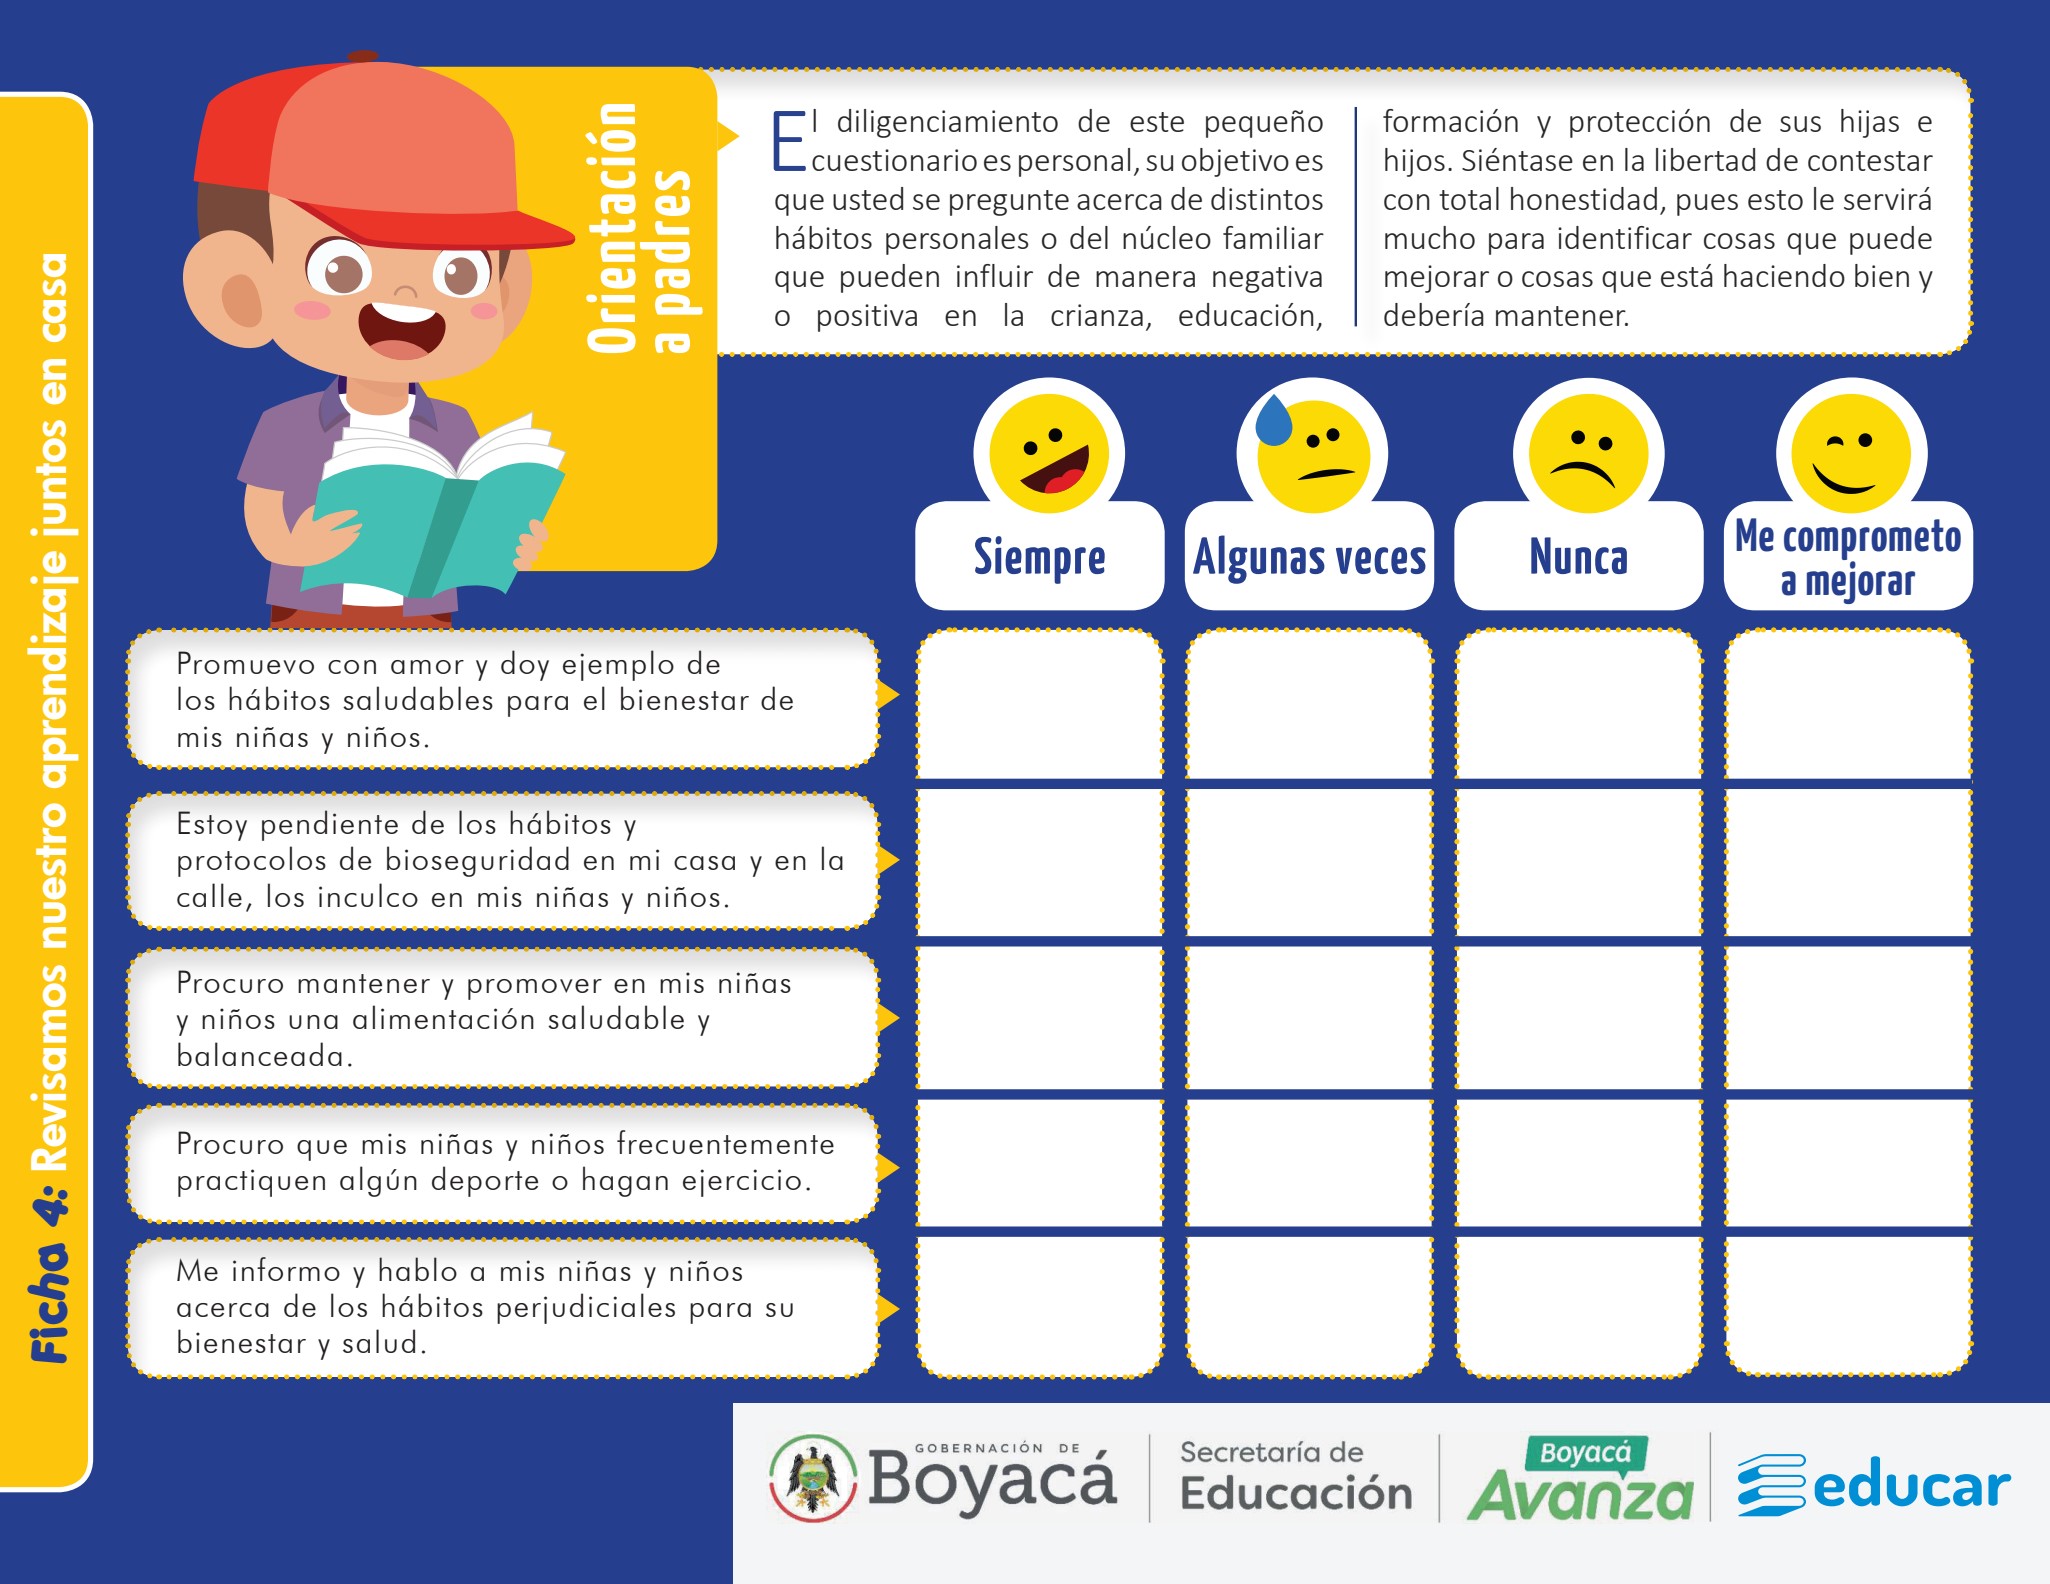 Ficha 4: Revisamos nuestro aprendizaje juntos en casa
Orientación
a padres
El diligenciamiento de este pequeño
cuestionario es personal, su objetivo es
que usted se pregunte acerca de distintos
hábitos personales o del núcleo familiar
que pueden influir de manera negativa
o positiva en la crianza, educación,
formación y protección de sus hijas e
hijos. Siéntase en la libertad de contestar
con total honestidad, pues esto le servirá
mucho para identificar cosas que puede
mejorar o cosas que está haciendo bien y
debería mantener.
Siempre
Algunas veces
Nunca
Me comprometo
a mejorar
Promuevo con amor y doy ejemplo de
los hábitos saludables para el bienestar de
mis niñas y niños.
Estoy pendiente de los hábitos y
protocolos de bioseguridad en mi casa y en la
calle, los inculco en mis niñas y niños.
Procuro mantener y promover en mis niñas
y niños una alimentación saludable y
balanceada.
Procuro que mis niñas y niños frecuentemente
practiquen algún deporte o hagan ejercicio.
Me informo y hablo a mis niñas y niños
acerca de los hábitos perjudiciales para su
bienestar y salud.
GOBERNACIÓN DE
Boyacá
Secretaría de
Educación
Boyacá
Avanza
educar